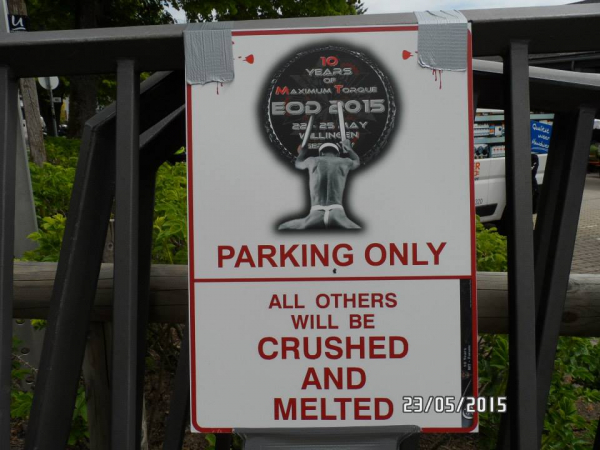 10
YEARS
OF
MAXIMUM TORQUE
EOD 2015
22 - 25 MAY
WILLINGEN
PARKING ONLY
ALL OTHERS
WILL BE
CRUSHED
AND
MELTED
23/05/2015